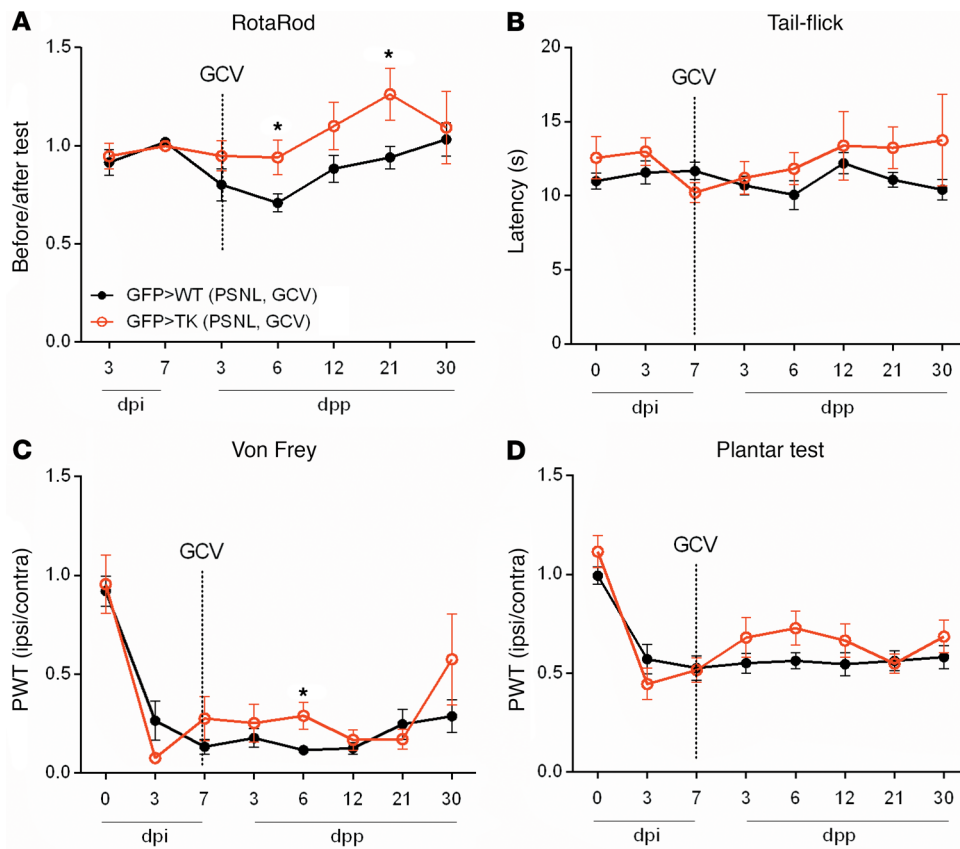 A
RotaRod
Before/after test
1.5
1.0
0.5
0.0
GCV
*
*
GFP>WT (PSNL, GCV)
GFP>TK (PSNL, GCV)
3 7 3 6 12 21 30
dpi dpp
B
Tail-flick
Latency (s)
20
15
10
5
0
GCV
0 3 7 3 6 12 21 30
dpi dpp
C
Von Frey
PWT (ipsi/contra)
1.5
1.0
0.5
0.0
GCV
*
0 3 7 3 6 12 21 30
dpi dpp
D
Plantar test
PWT (ipsi/contra)
1.5
1.0
0.5
0.0
GCV
0 3 7 3 6 12 21 30
dpi dpp